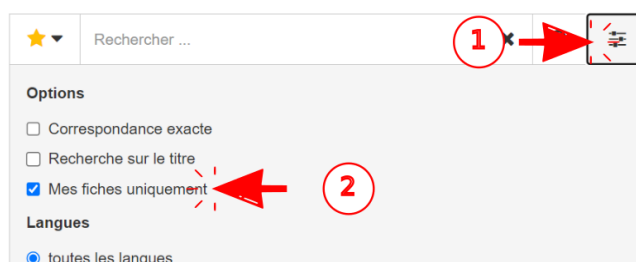 Rechercher ...
1
Options
Correspondance exacte
Recherche sur le titre
Mes fiches uniquement
2
Langues
toutes les langues